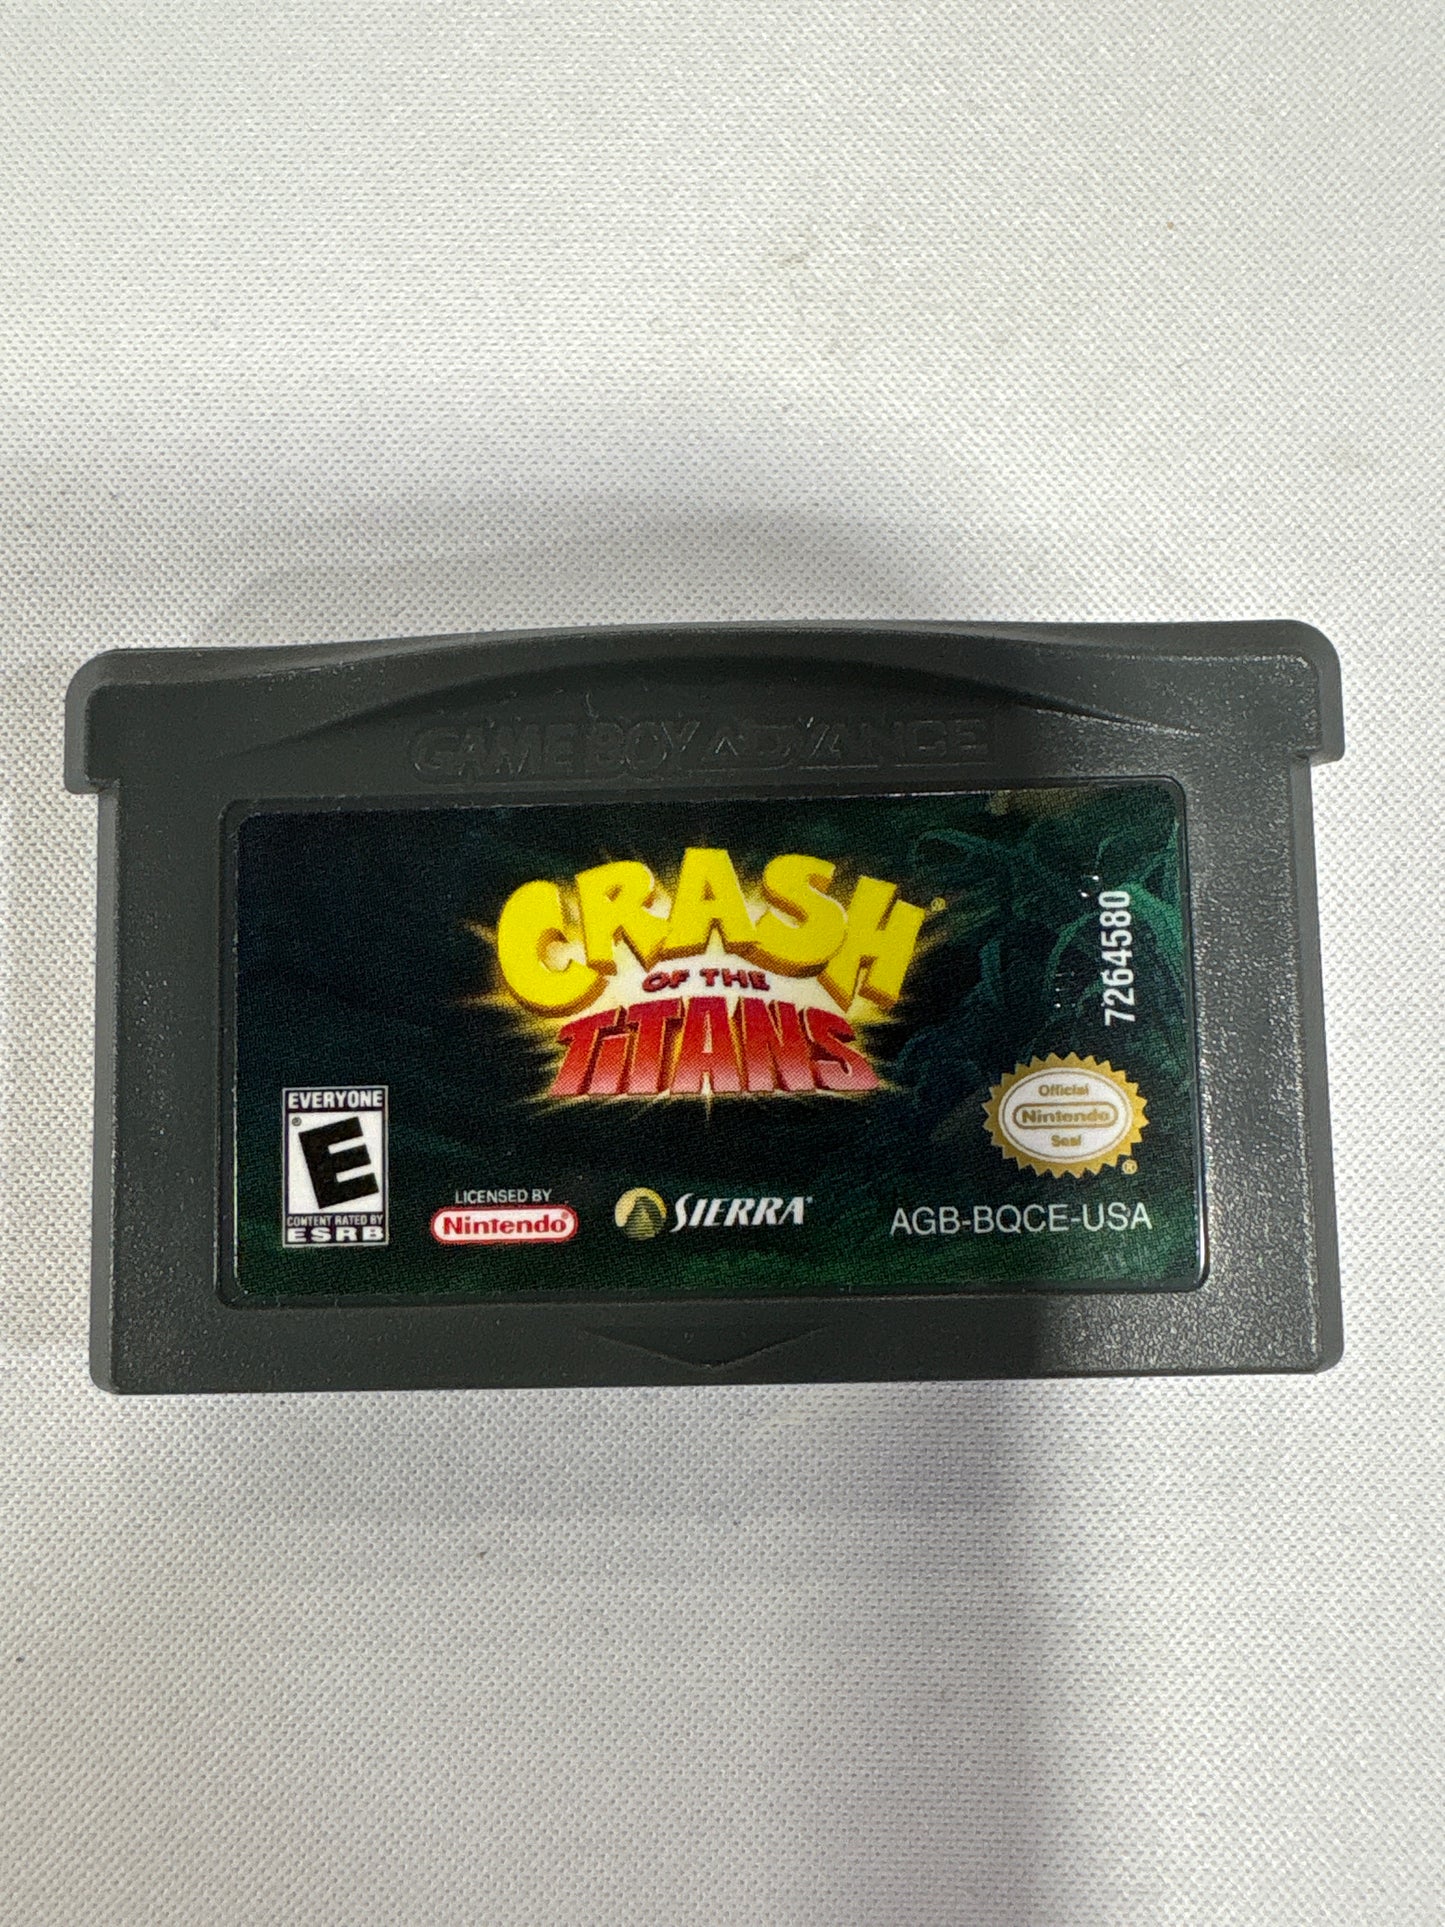 GAME BOY ADVANCE
CRASH®
OF THE
TITANS
7264580
EVERYONE
E
®
CONTENT RATED BY
ESRB
LICENSED BY
Nintendo®
SIERRA®
Official
Nintendo
Seal
®
AGB-BQCE-USA